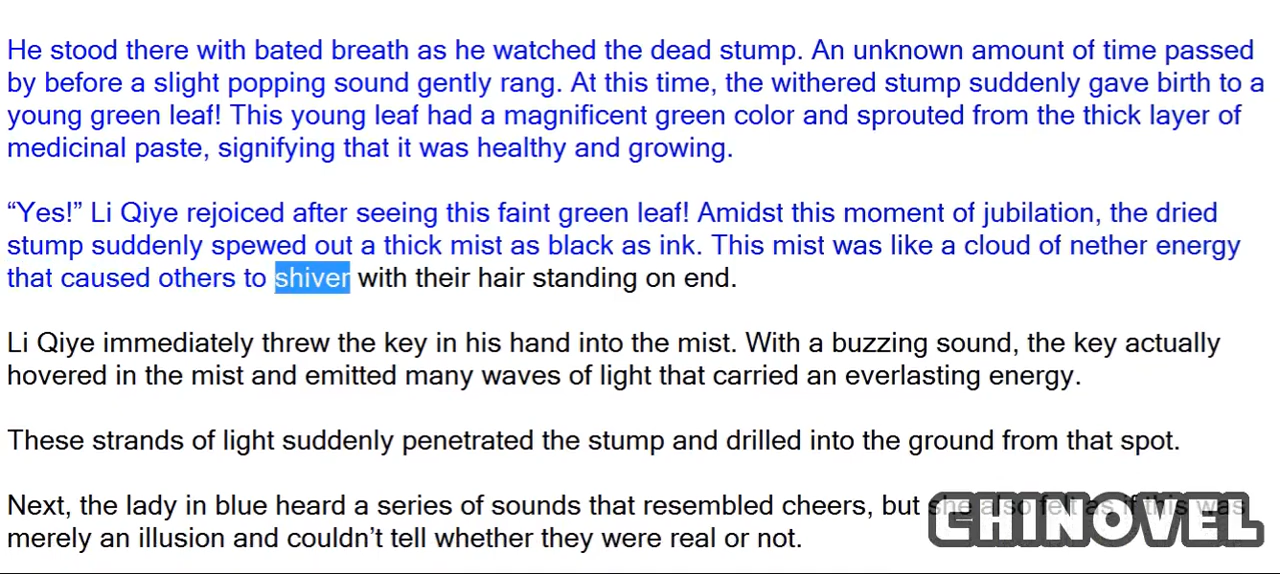 He stood there with bated breath as he watched the dead stump. An unknown amount of time passed
by before a slight popping sound gently rang. At this time, the withered stump suddenly gave birth to a
young green leaf! This young leaf had a magnificent green color and sprouted from the thick layer of
medicinal paste, signifying that it was healthy and growing.
“Yes!” Li Qiye rejoiced after seeing this faint green leaf! Amidst this moment of jubilation, the dried
stump suddenly spewed out a thick mist as black as ink. This mist was like a cloud of nether energy
that caused others to shiver with their hair standing on end.
Li Qiye immediately threw the key in his hand into the mist. With a buzzing sound, the key actually
hovered in the mist and emitted many waves of light that carried an everlasting energy.
These strands of light suddenly penetrated the stump and drilled into the ground from that spot.
Next, the lady in blue heard a series of sounds that resembled cheers, but she also felt as if this was
merely an illusion and couldn’t tell whether they were real or not.
CHINOVEL